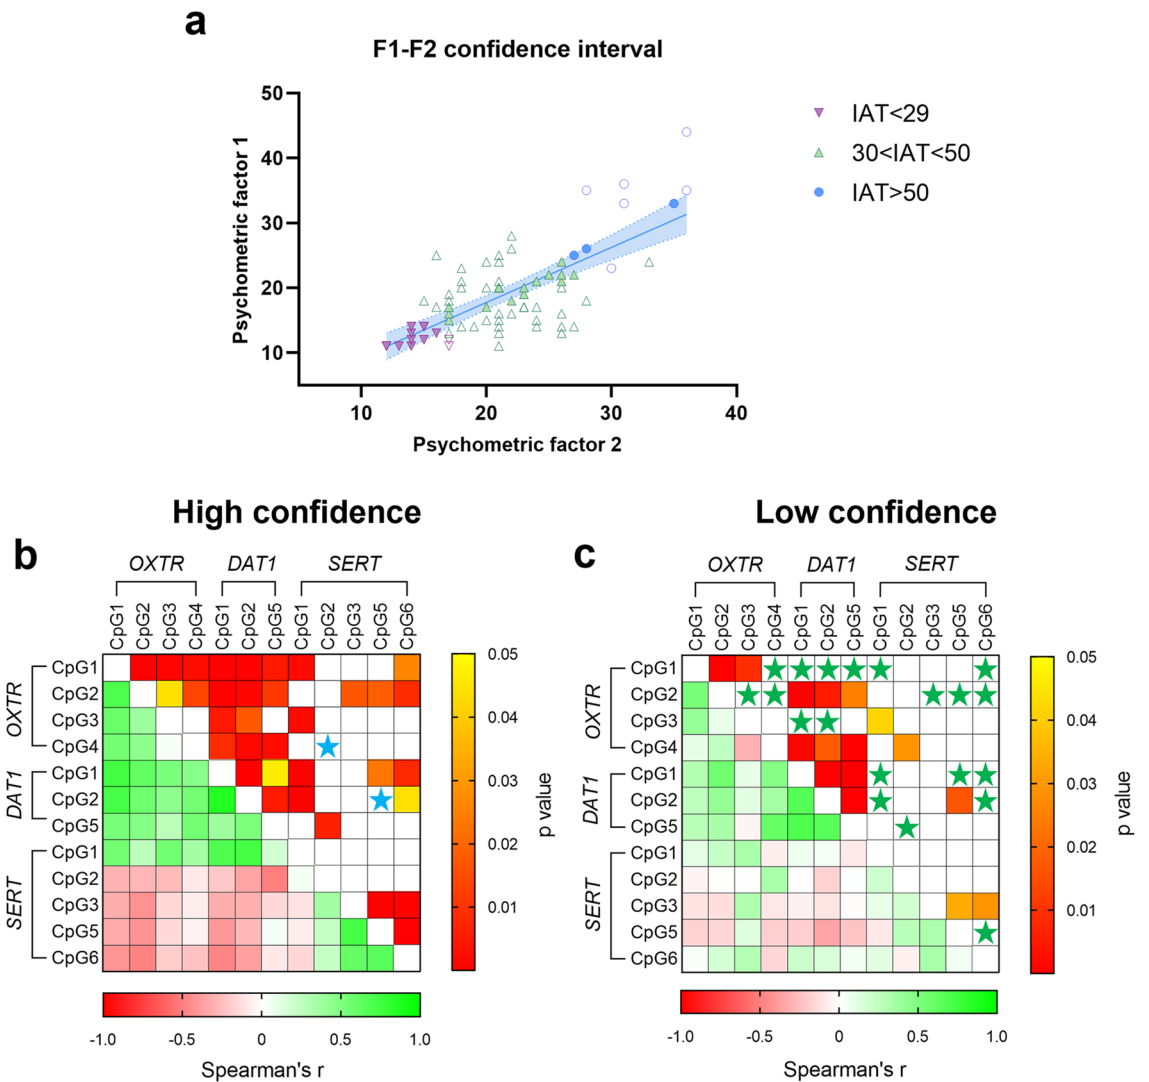 a
F1-F2 confidence interval
Psychometric factor 1
50
40
30
20
10
10 20 30 40
Psychometric factor 2
IAT<29
30<IAT<50
IAT>50
High confidence
b
OXTR DAT1 SERT
CpG1 CpG2 CpG3 CpG4 CpG1 CpG2 CpG5 CpG1 CpG2 CpG3 CpG5 CpG6
OXTR
CpG1
CpG2
CpG3
CpG4
DAT1
CpG1
CpG2
CpG5
SERT
CpG1
CpG2
CpG3
CpG5
CpG6
0.05
0.04
0.03
0.02
0.01
p value
-1.0 -0.5 0 0.5 1.0
Spearman's r
Low confidence
c
OXTR DAT1 SERT
CpG1 CpG2 CpG3 CpG4 CpG1 CpG2 CpG5 CpG1 CpG2 CpG3 CpG5 CpG6
OXTR
CpG1
CpG2
CpG3
CpG4
DAT1
CpG1
CpG2
CpG5
SERT
CpG1
CpG2
CpG3
CpG5
CpG6
0.05
0.04
0.03
0.02
0.01
p value
-1.0 -0.5 0 0.5 1.0
Spearman's r